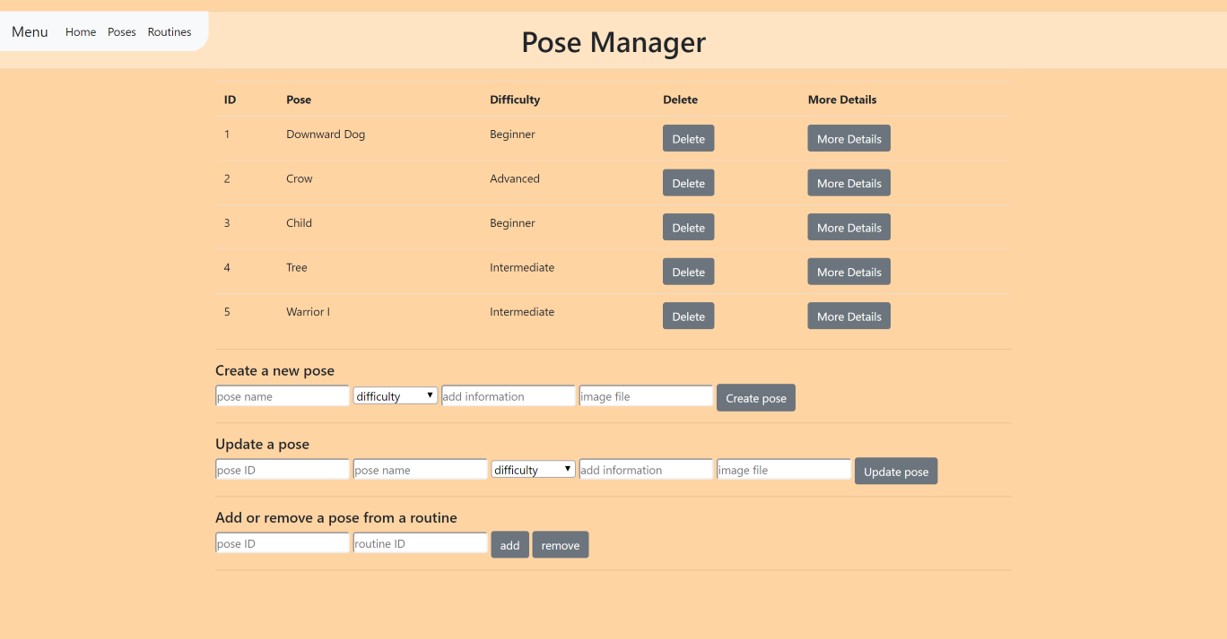 Menu Home Poses Routines
Pose Manager
ID Pose Difficulty Delete More Details
1 Downward Dog Beginner Delete More Details
2 Crow Advanced Delete More Details
3 Child Beginner Delete More Details
4 Tree Intermediate Delete More Details
5 Warrior I Intermediate Delete More Details
Create a new pose
pose name difficulty add information image file Create pose
Update a pose
pose ID pose name difficulty add information image file Update pose
Add or remove a pose from a routine
pose ID routine ID add remove